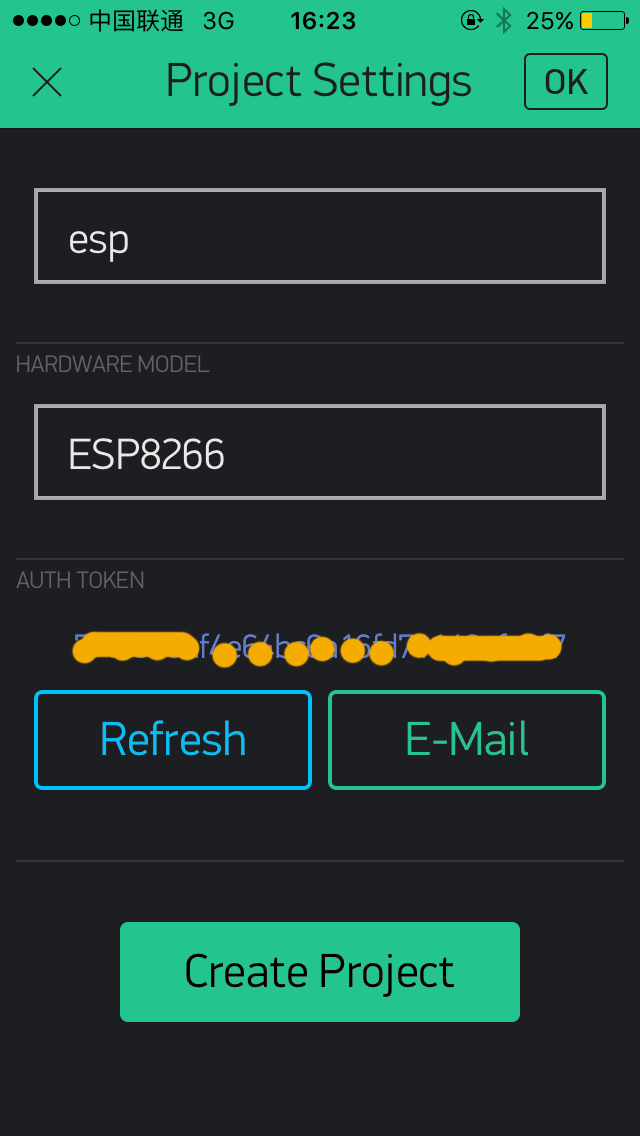 中国联通 3G 16:23 25%
Project Settings OK
esp
HARDWARE MODEL
ESP8266
AUTH TOKEN
Refresh E-Mail
Create Project